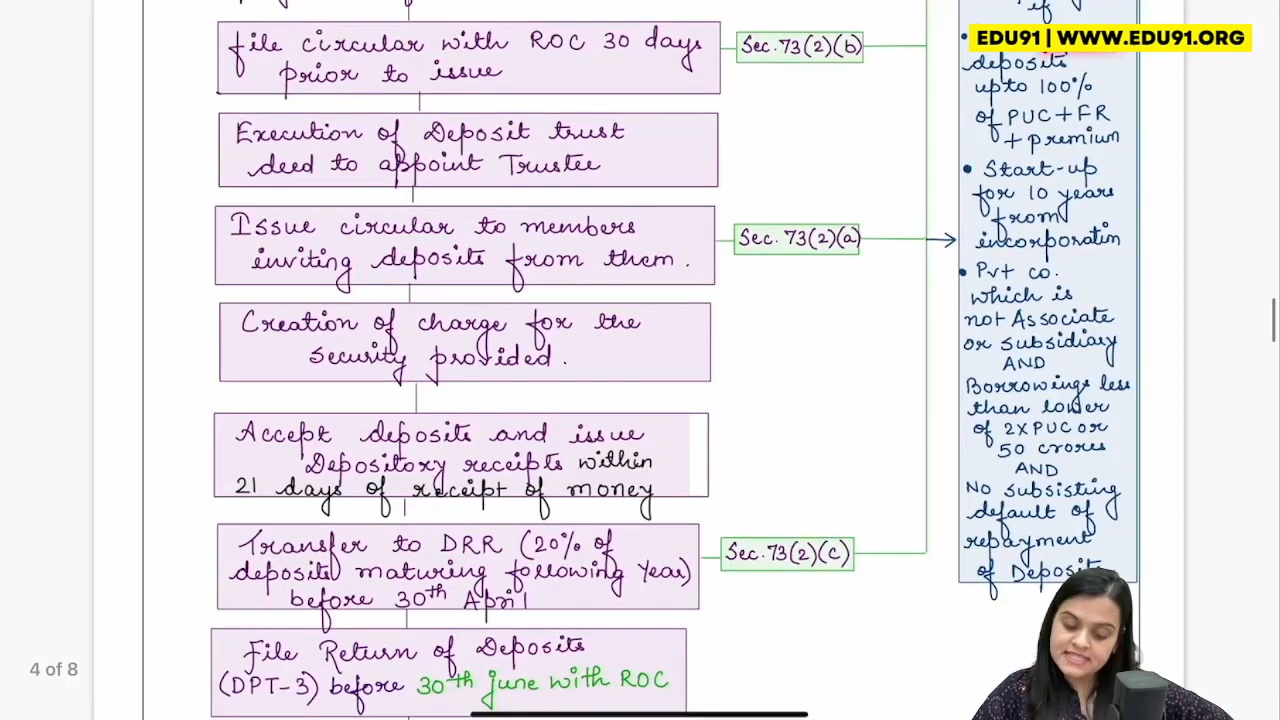 if
EDU91 | WWW.EDU91.ORG
file circular with ROC 30 days
prior to issue
Sec.73(2)(b)
Execution of Deposit trust
deed to appoint Trustee
Issue circular to members
inviting deposits from them.
Sec. 73(2)(a)
Creation of charge for the
security provided.
Accept deposits and issue
Depository receipts within
21 days of receipt of money
Transfer to DRR (20% of
deposits maturing following Year)
before 30th April
Sec.73(2)(c)
File Return of Deposits
(DPT-3) before 30th june with ROC
deposits
upto 100%
of PUC+FR
+ premium
• Start-up
for 10 years
from
incorporatin
• Pvt co.
which is
not Associate
or subsidiary
AND
Borrowings less
than lower
of 2XPUC or
50 crores
AND
No subsisting
default of
repayment
of Deposits
4 of 8